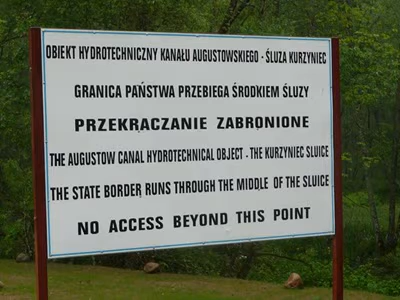 OBIEKT HYDROTECHNICZNY KANAŁU AUGUSTOWSKIEGO - ŚLUZA KURZYNIEC
GRANICA PAŃSTWA PRZEBIEGA ŚRODKIEM ŚLUZY
PRZEKRACZANIE ZABRONIONE
THE AUGUSTOW CANAL HYDROTECHNICAL OBJECT - THE KURZYNIEC SLUICE
THE STATE BORDER RUNS THROUGH THE MIDDLE OF THE SLUICE
NO ACCESS BEYOND THIS POINT